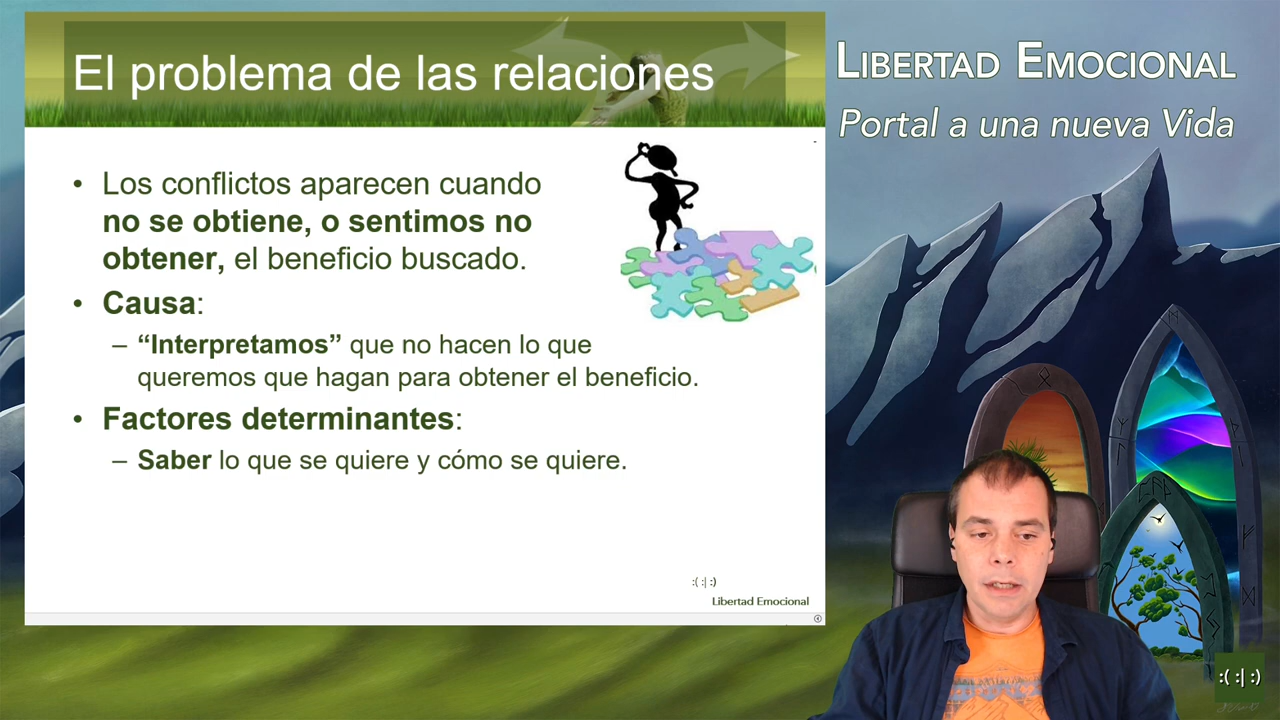 El problema de las relaciones
• Los conflictos aparecen cuando
no se obtiene, o sentimos no
obtener, el beneficio buscado.
• Causa:
– “Interpretamos” que no hacen lo que
queremos que hagan para obtener el beneficio.
• Factores determinantes:
– Saber lo que se quiere y cómo se quiere.
:( :| :)
Libertad Emocional
LIBERTAD EMOCIONAL
Portal a una nueva Vida
:( :| :)